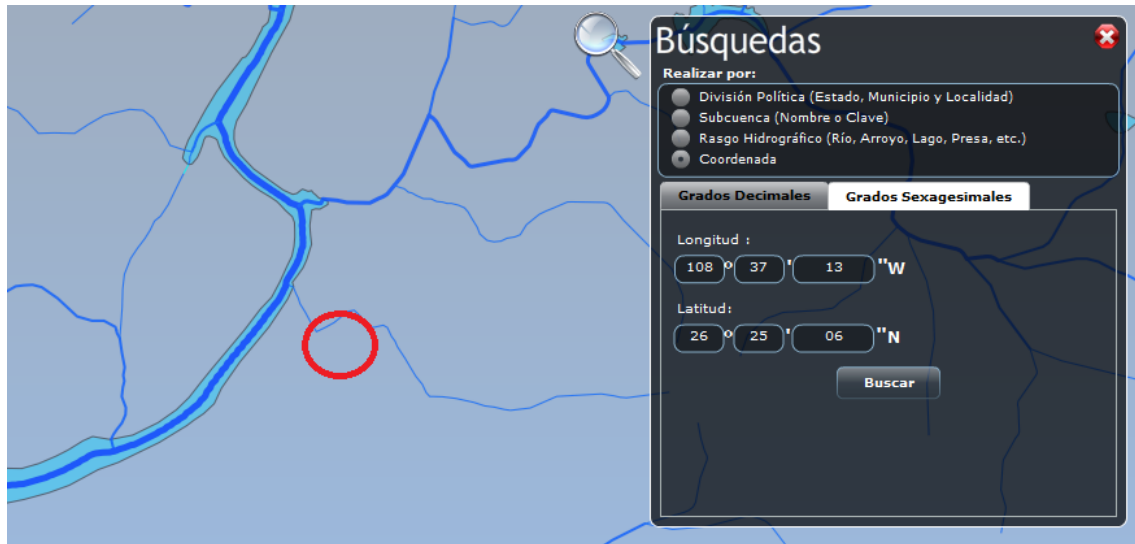 Búsquedas
Realizar por:
División Política (Estado, Municipio y Localidad)
Subcuenca (Nombre o Clave)
Rasgo Hidrográfico (Río, Arroyo, Lago, Presa, etc.)
Coordenada
Grados Decimales Grados Sexagesimales
Longitud :
108 º 37 ' 13 "W
Latitud:
26 º 25 ' 06 "N
Buscar